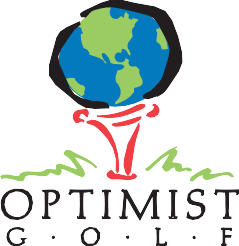 OPTIMIST
G · O · L · F